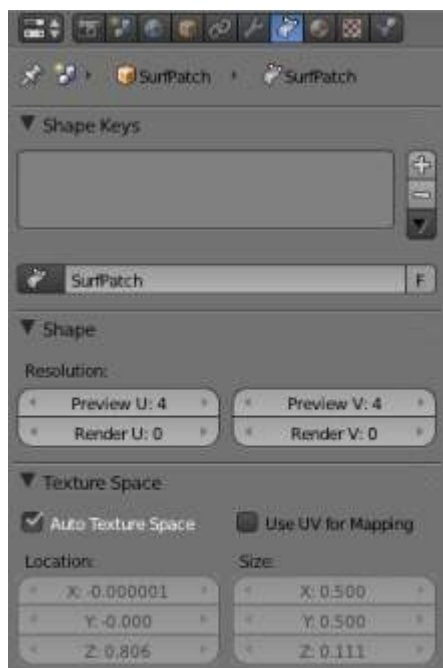 SurfPatch SurfPatch
Shape Keys
SurfPatch F
Shape
Resolution:
Preview U: 4 Preview V: 4
Render U: 0 Render V: 0
Texture Space
Auto Texture Space Use UV for Mapping
Location: Size:
X: -0.000001 X: 0.500
Y: -0.000 Y: 0.500
Z: 0.806 Z: 0.111